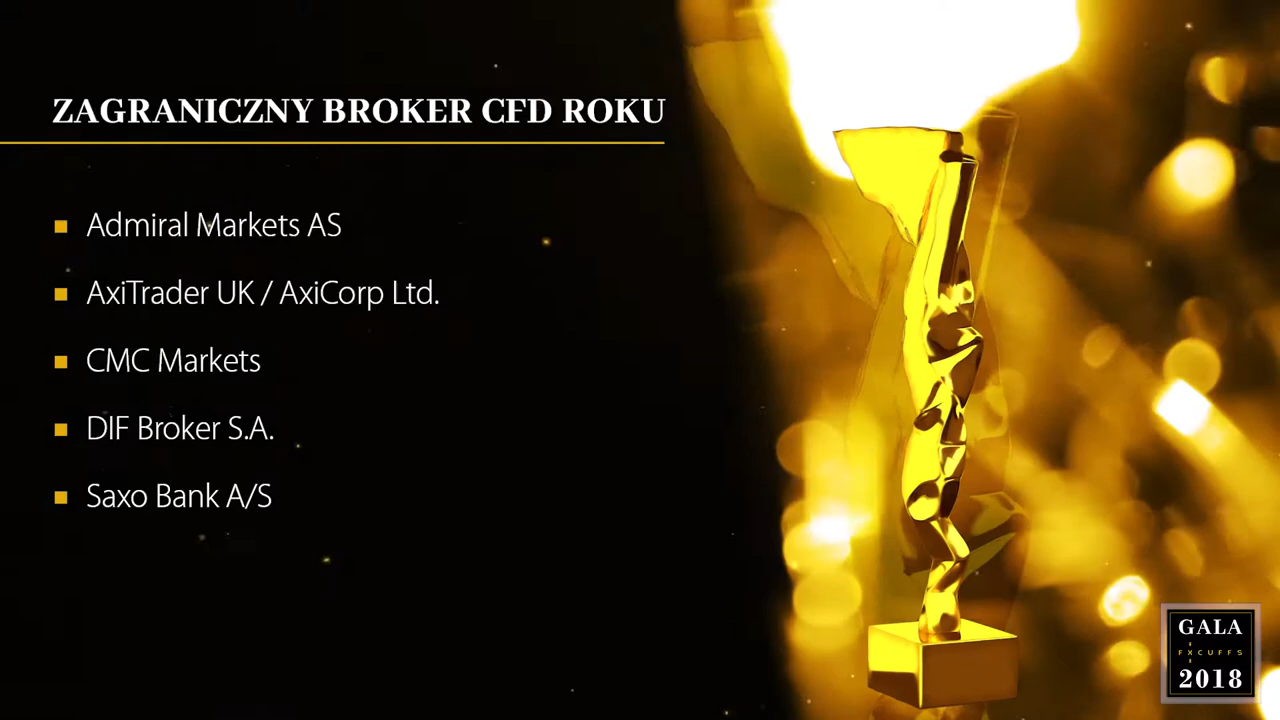 ZAGRANICZNY BROKER CFD ROKU
Admiral Markets AS
AxiTrader UK / AxiCorp Ltd.
CMC Markets
DIF Broker S.A.
Saxo Bank A/S
GALA
FXCUFFS
2018